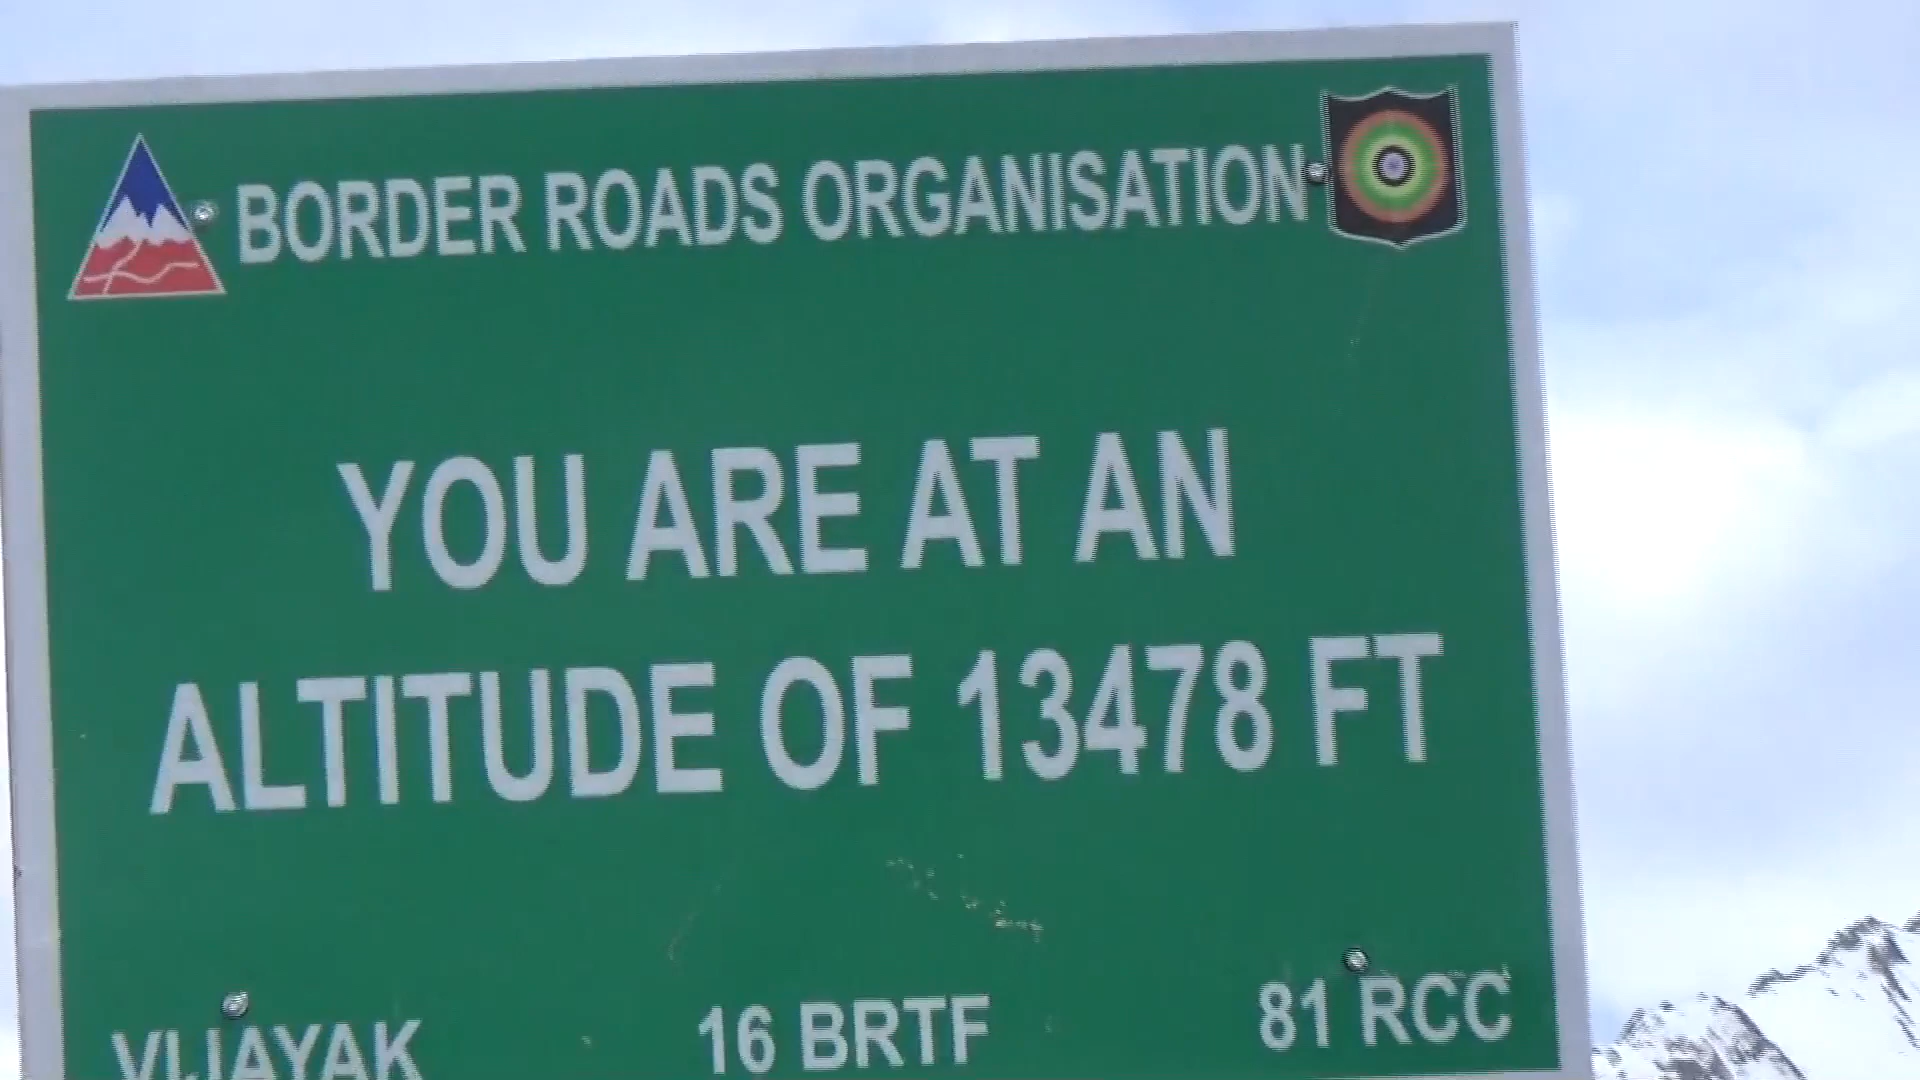 BORDER ROADS ORGANISATION
YOU ARE AT AN
ALTITUDE OF 13478 FT
VIJAYAK 16 BRTF 81 RCC